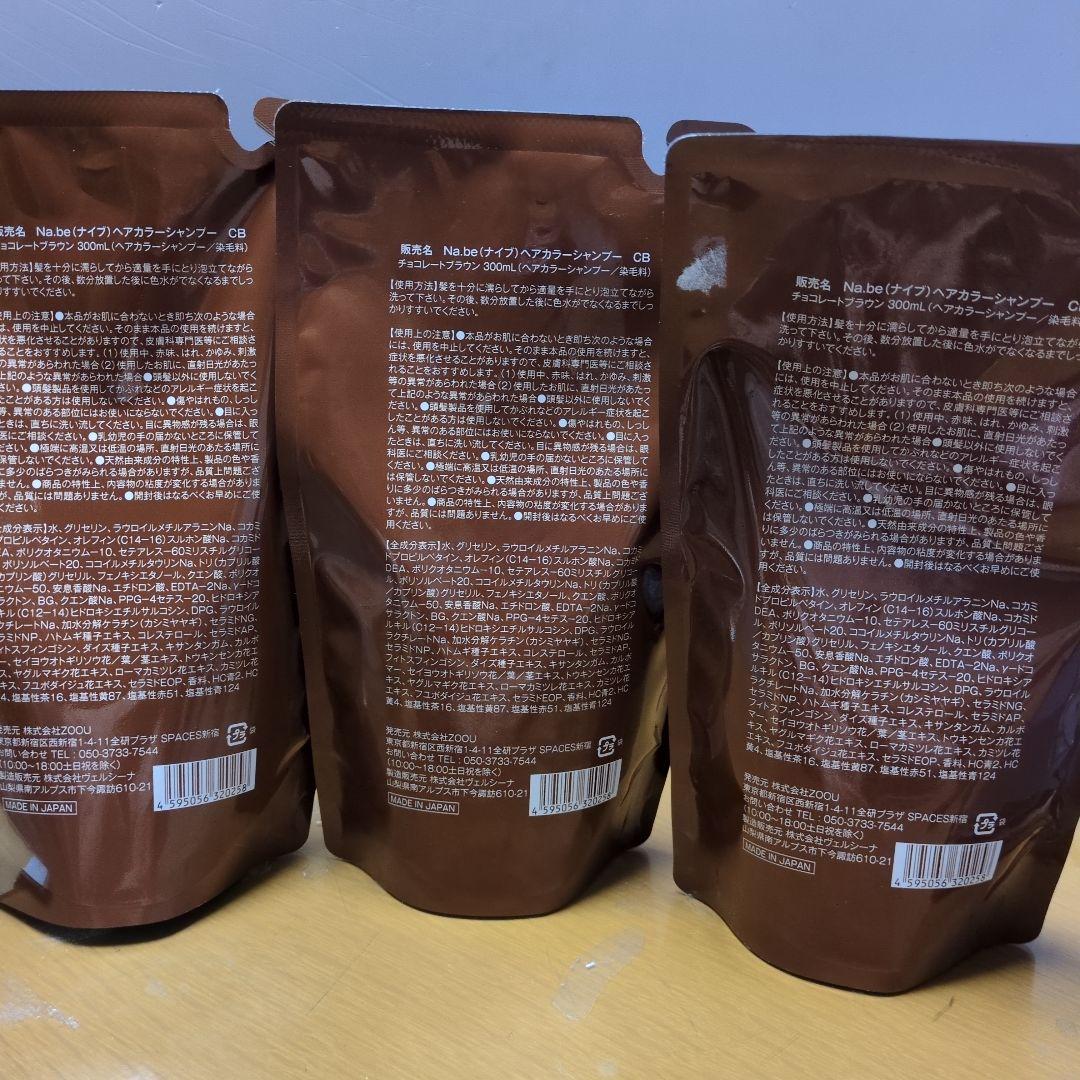 販売名 Na.be（ナイブ）ヘアカラーシャンプー CB
チョコレートブラウン 300mL（ヘアカラーシャンプー／染毛料）
【使用方法】髪を十分に濡らしてから適量を手にとり泡立てながら
洗って下さい。その後、数分放置した後に色水がでなくなるまでしっ
かりすすいでください。
【使用上の注意】●本品がお肌に合わないとき即ち次のような場合
には、使用を中止してください。そのまま本品の使用を続けますと、
症状を悪化させることがありますので、皮膚科専門医等にご相談さ
れることをおすすめします。（1）使用中、赤味、はれ、かゆみ、刺激
等の異常があらわれた場合（2）使用したお肌に、直射日光があたっ
て上記のような異常があらわれた場合●頭髪以外に使用しないで
ください。●頭髪製品を使用してかぶれなどのアレルギー症状を起こ
したことがある方は使用しないでください。●傷やはれもの、しっし
ん等、異常のある部位にはお使いにならないでください。●目に入っ
たときは、直ちに洗い流してください。目に異物感が残る場合は、眼
科医にご相談ください。●乳幼児の手の届かないところに保管して
ください。●極端に高温又は低温の場所、直射日光のあたる場所に
は保管しないでください。●天然由来成分の特性上、製品の色や香
りに多少のばらつきがみられる場合がありますが、品質上問題ござ
いません。●商品の特性上、内容物の粘度が変化する場合がありま
すが、品質には問題ありません。●開封後はなるべくお早めにご使
用ください。
【全成分表示】水、グリセリン、ラウロイルメチルアラニンNa、コカミ
ドプロピルベタイン、オレフィン（C14－16）スルホン酸Na、コカミド
DEA、ポリクオタニウム－10、セテアレス－60ミリスチルグリコー
ル、ポリソルベート20、ココイルメチルタウリンNa、トリ（カプリル酸
/カプリン酸）グリセリル、フェノキシエタノール、クエン酸、ポリクオ
タニウム－50、安息香酸Na、エチドロン酸、EDTA－2Na、γ－ドコ
サラクトン、BG、クエン酸Na、PPG－4セテス－20、ヒドロキシア
ルキル（C12－14）ヒドロキシエチルサルコシン、DPG、ラウロイル
ラクチレートNa、加水分解ケラチン（カシミヤヤギ）、セラミドNG、
セラミドNP、ハトムギ種子エキス、コレステロール、セラミドAP、
フィトスフィンゴシン、ダイズ種子エキス、キサンタンガム、カルボ
マー、セイヨウオトギリソウ花／葉／茎エキス、トウキンセンカ花エ
キス、ヤグルマギク花エキス、ローマカミツレ花エキス、カミツレ花
エキス、フユボダイジュ花エキス、セラミドEOP、香料、HC青2、HC
黄4、塩基性茶16、塩基性黄87、塩基性赤51、塩基性青124
発売元 株式会社ZOOU
東京都新宿区西新宿1-4-11全研プラザ SPACES新宿
お問い合わせ TEL：050-3733-7544
（10:00～18:00土日祝を除く）
製造販売元 株式会社ヴェルシーナ
山梨県南アルプス市下今諏訪610-21
MADE IN JAPAN
プラ
袋
4 595056 320258